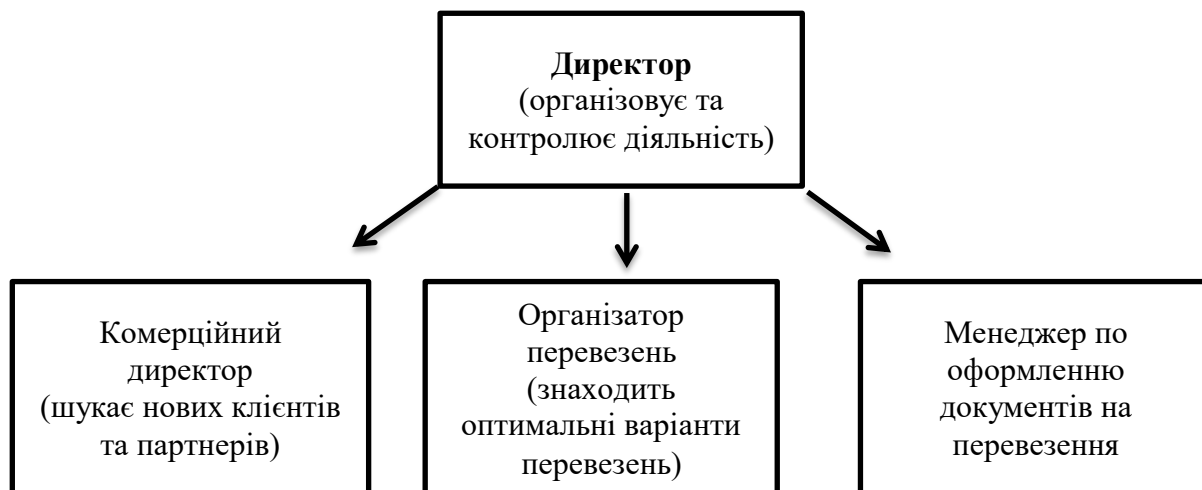 Директор
(організовує та
контролює діяльність)
Комерційний
директор
(шукає нових клієнтів
та партнерів)
Організатор
перевезень
(знаходить
оптимальні варіанти
перевезень)
Менеджер по
оформленню
документів на
перевезення